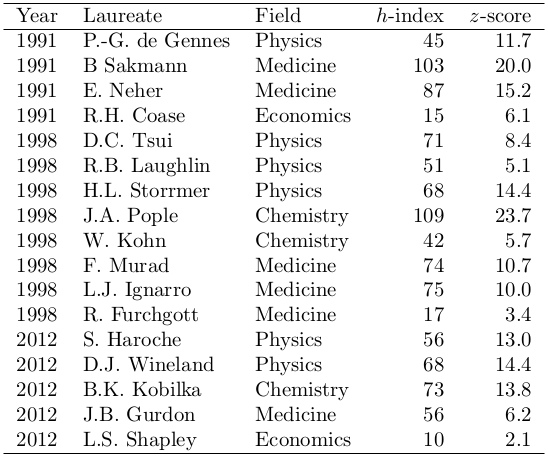 Year Laureate Field h-index z-score
1991 P.-G. de Gennes Physics 45 11.7
1991 B Sakmann Medicine 103 20.0
1991 E. Neher Medicine 87 15.2
1991 R.H. Coase Economics 15 6.1
1998 D.C. Tsui Physics 71 8.4
1998 R.B. Laughlin Physics 51 5.1
1998 H.L. Storrmer Physics 68 14.4
1998 J.A. Pople Chemistry 109 23.7
1998 W. Kohn Chemistry 42 5.7
1998 F. Murad Medicine 74 10.7
1998 L.J. Ignarro Medicine 75 10.0
1998 R. Furchgott Medicine 17 3.4
2012 S. Haroche Physics 56 13.0
2012 D.J. Wineland Physics 68 14.4
2012 B.K. Kobilka Chemistry 73 13.8
2012 J.B. Gurdon Medicine 56 6.2
2012 L.S. Shapley Economics 10 2.1